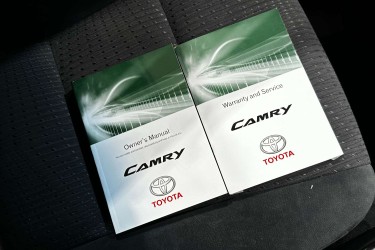 Owner's Manual
CAMRY
TOYOTA
Warranty and Service
CAMRY
TOYOTA